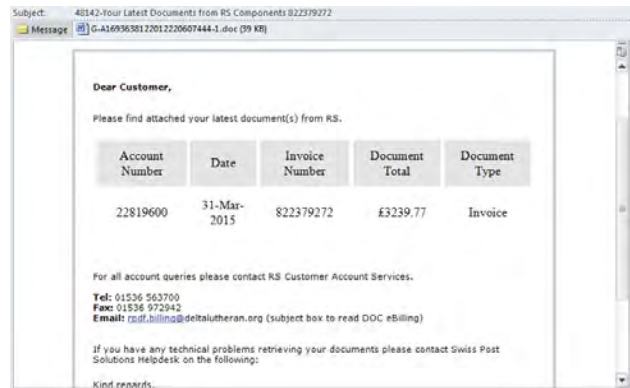 Subject: 48142-Your Latest Documents from RS Components 822379272
Message G-A1693638122012220607444-1.doc (39 KB)
Dear Customer,
Please find attached your latest document(s) from RS.
Account Number Date Invoice Number Document Total Document Type
22819600 31-Mar-2015 822379272 £3239.77 Invoice
For all account queries please contact RS Customer Account Services.
Tel: 01536 563700
Fax: 01536 972942
Email: rpdf.billing@deltalutheran.org (subject box to read DOC eBilling)
If you have any technical problems retrieving your documents please contact Swiss Post
Solutions Helpdesk on the following:
Kind regards,